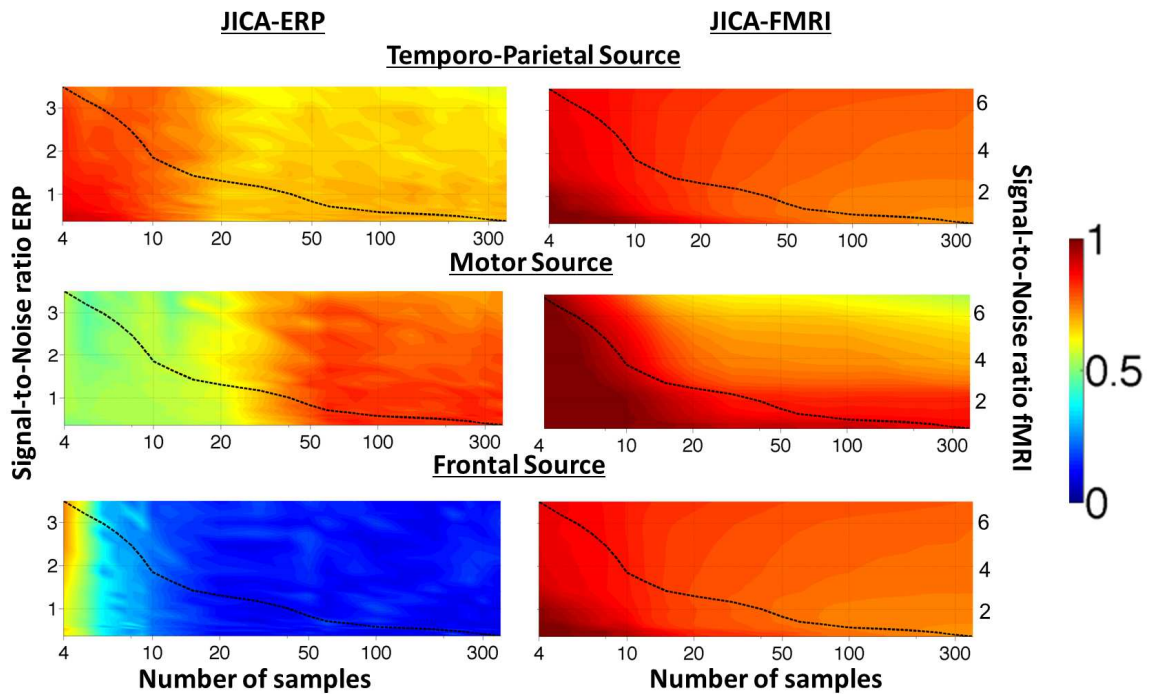 JICA-ERP JICA-FMRI
Temporo-Parietal Source
3
2
1
4 10 20 50 100 300
6
4
2
4 10 20 50 100 300
Motor Source
3
2
1
4 10 20 50 100 300
6
4
2
4 10 20 50 100 300
Frontal Source
3
2
1
4 10 20 50 100 300
6
4
2
4 10 20 50 100 300
Number of samples Number of samples
Signal-to-Noise ratio ERP
Signal-to-Noise ratio fMRI
1
0.5
0